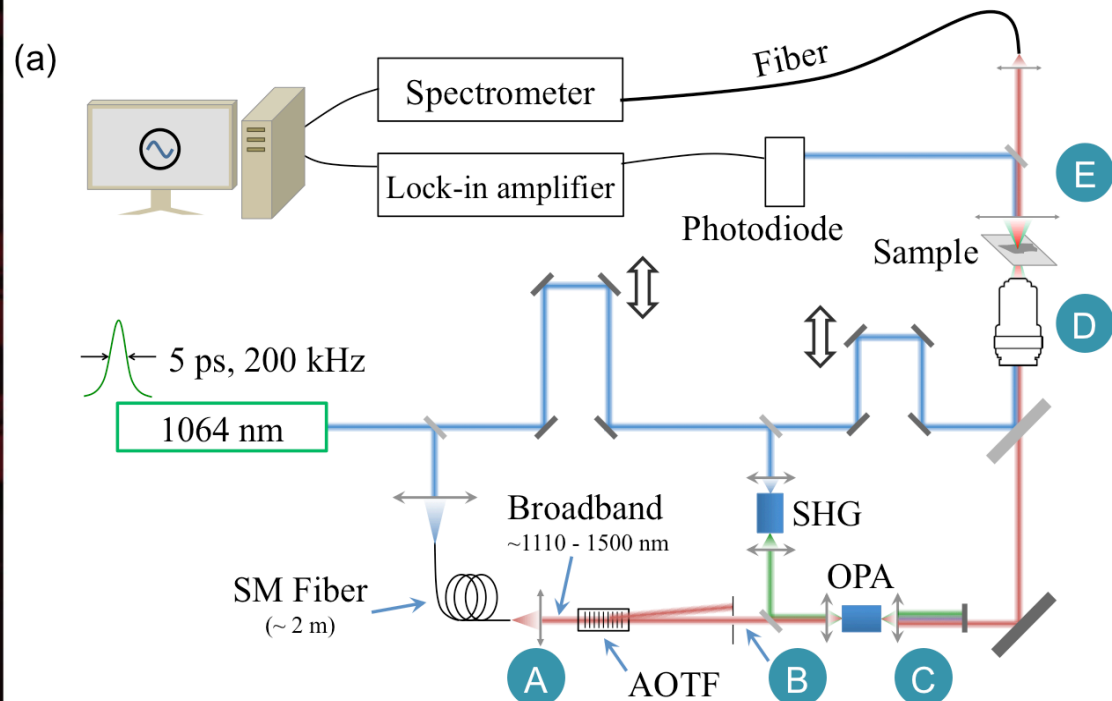 (a)
Fiber
Spectrometer
Lock-in amplifier
Photodiode
E
Sample
D
5 ps, 200 kHz
1064 nm
Broadband
~1110 - 1500 nm
SHG
OPA
SM Fiber
(~ 2 m)
A
AOTF
B
C